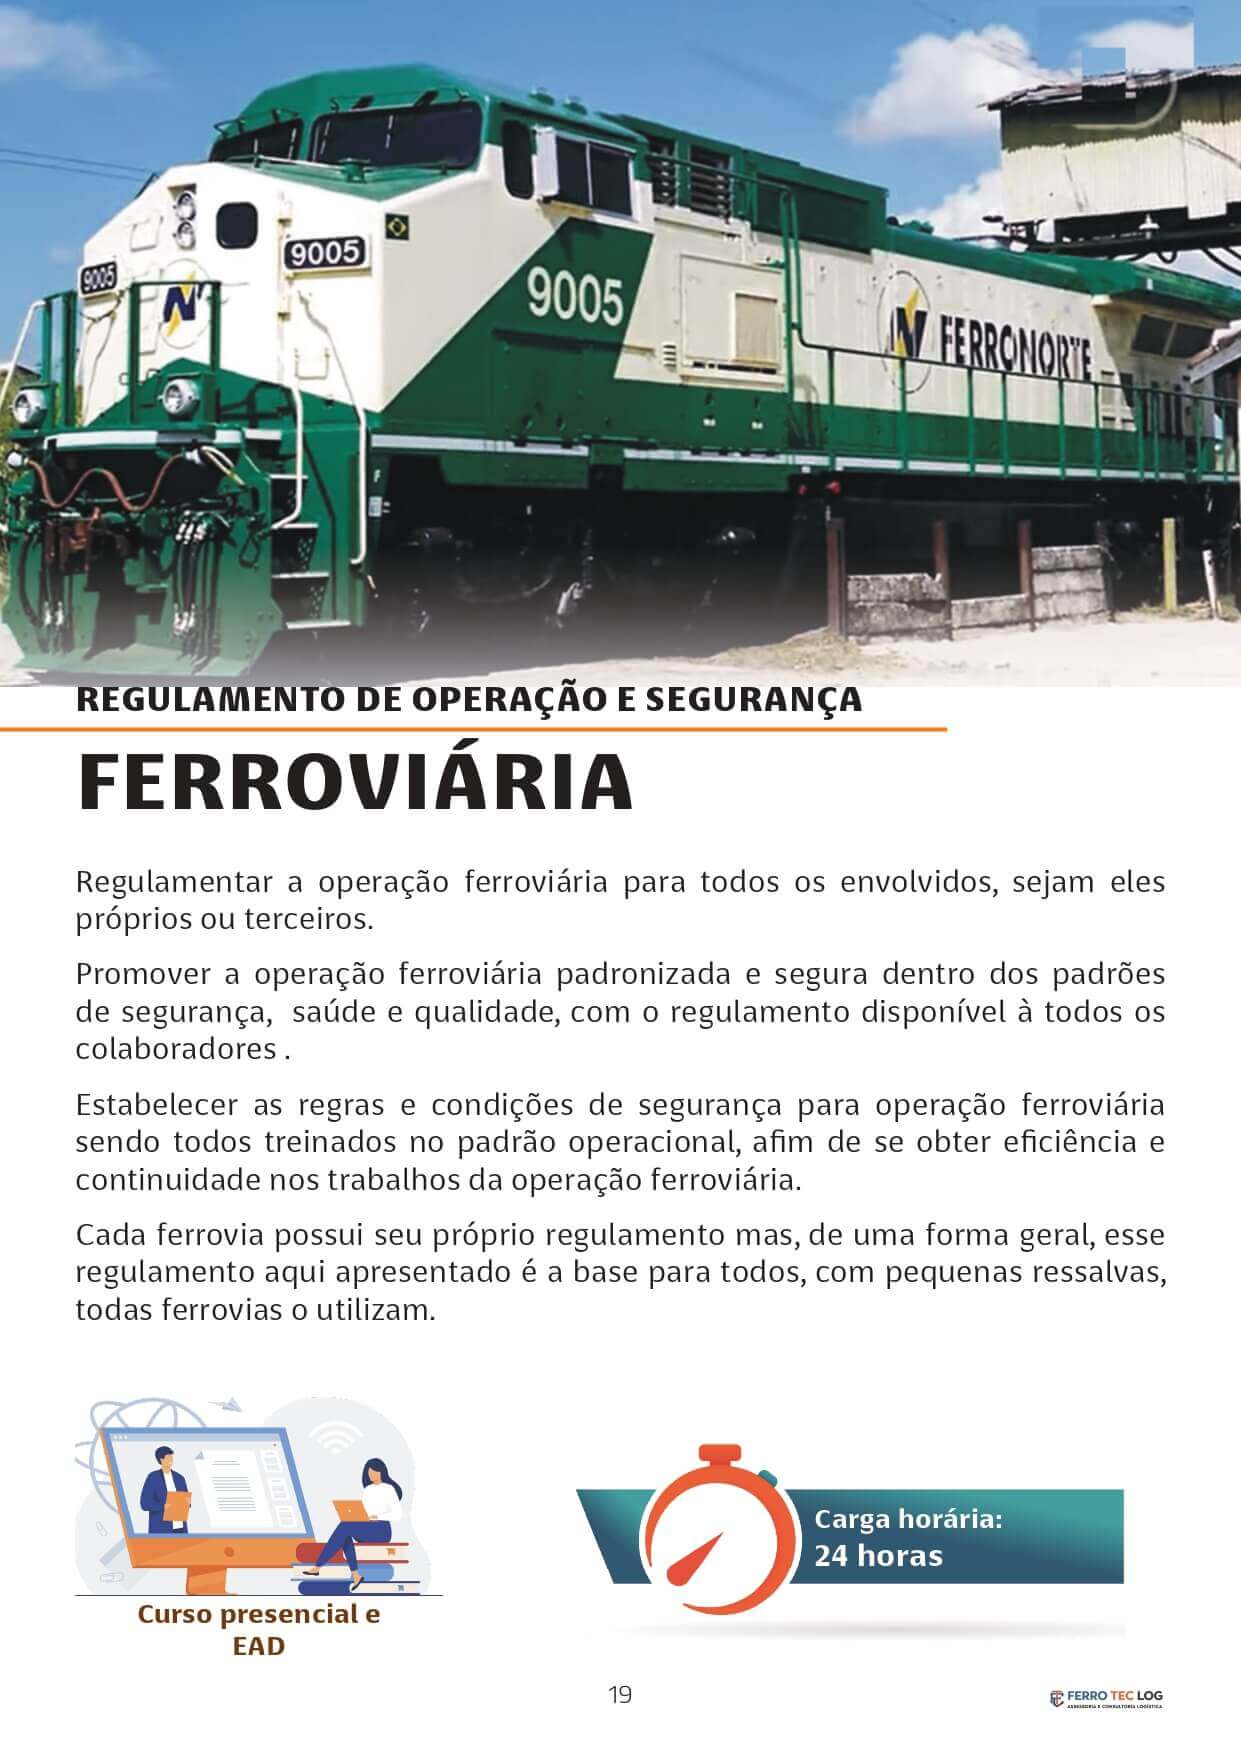 9005
9005
9005
N FERRONORTE
REGULAMENTO DE OPERAÇÃO E SEGURANÇA
FERROVIÁRIA
Regulamentar a operação ferroviária para todos os envolvidos, sejam eles
próprios ou terceiros.
Promover a operação ferroviária padronizada e segura dentro dos padrões
de segurança, saúde e qualidade, com o regulamento disponível à todos os
colaboradores .
Estabelecer as regras e condições de segurança para operação ferroviária
sendo todos treinados no padrão operacional, afim de se obter eficiência e
continuidade nos trabalhos da operação ferroviária.
Cada ferrovia possui seu próprio regulamento mas, de uma forma geral, esse
regulamento aqui apresentado é a base para todos, com pequenas ressalvas,
todas ferrovias o utilizam.
Carga horária:
24 horas
Curso presencial e
EAD
19
FERRO TEC LOG
ASSESSORIA E CONSULTORIA LOGÍSTICA